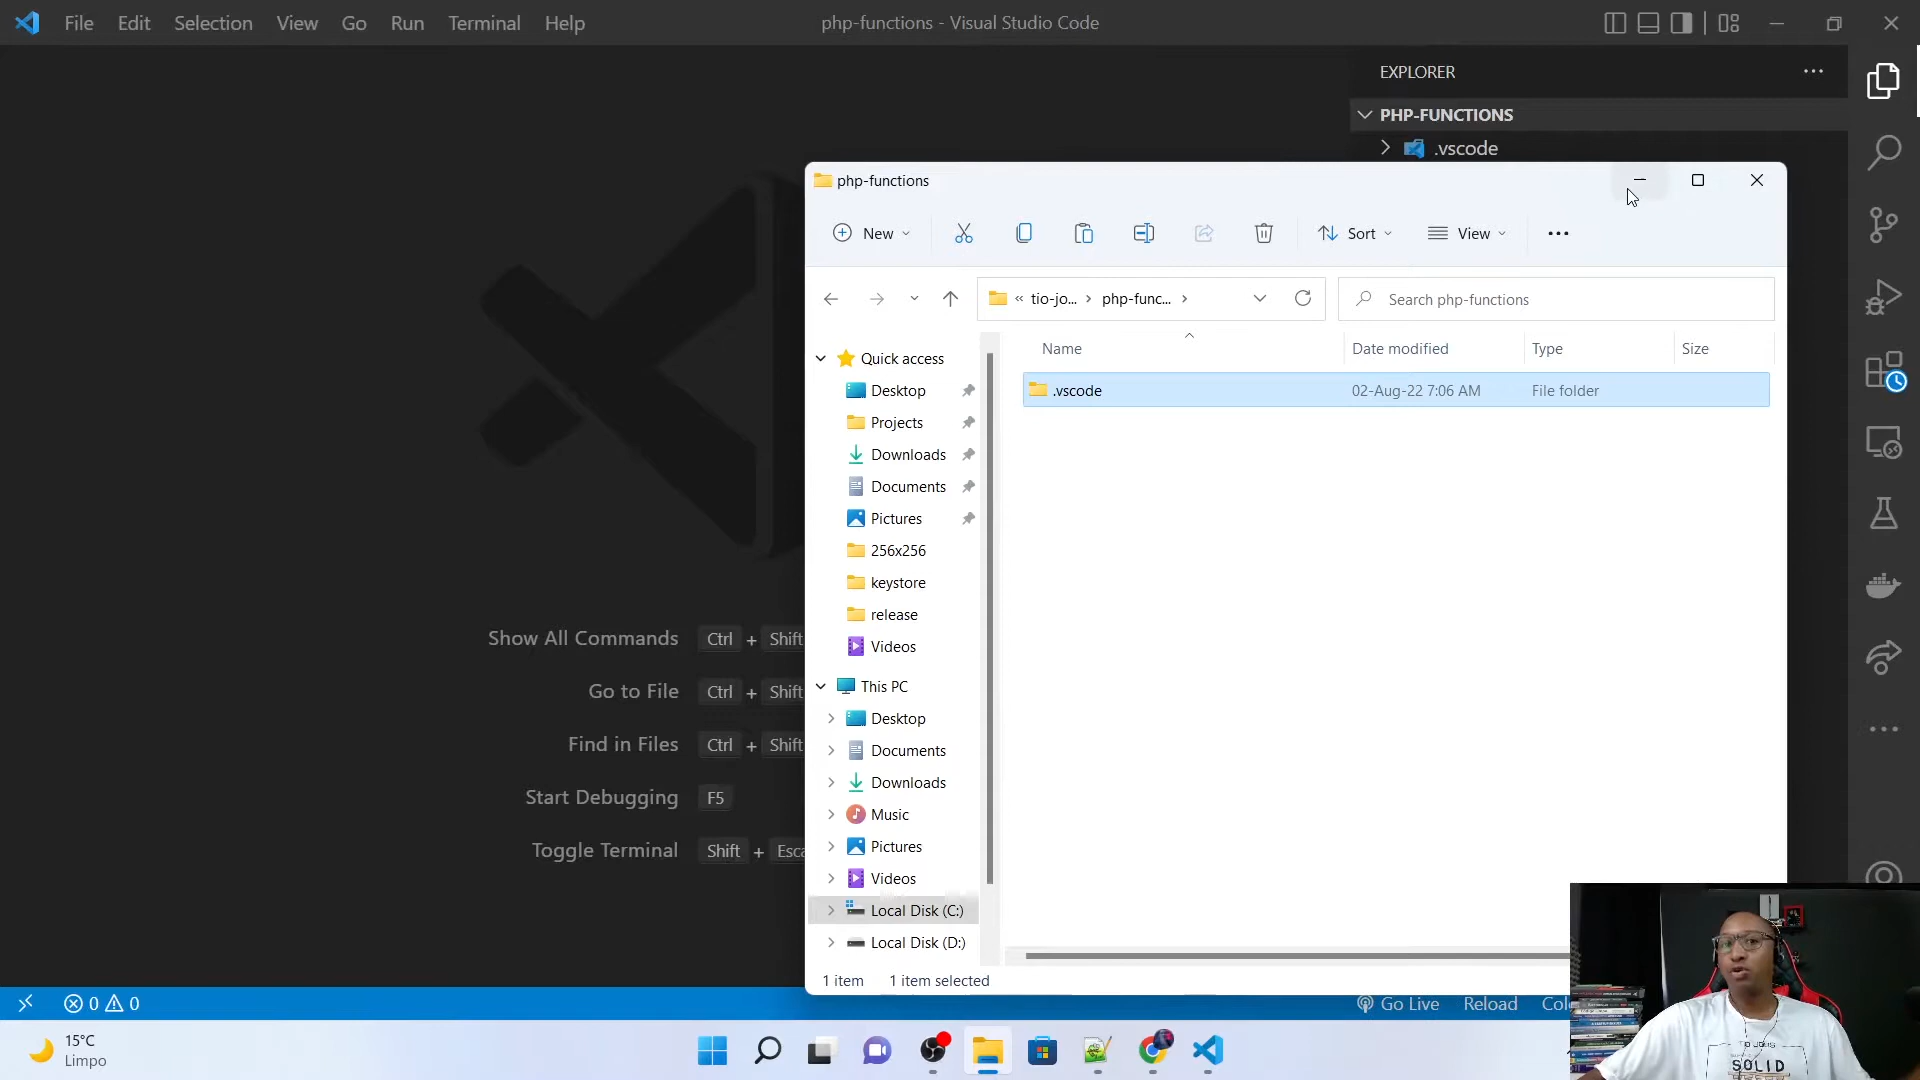 File Edit Selection View Go Run Terminal Help
php-functions - Visual Studio Code
EXPLORER
PHP-FUNCTIONS
.vscode
Show All Commands Ctrl + Shift
Go to File Ctrl + Shift
Find in Files Ctrl + Shift
Start Debugging F5
Toggle Terminal Shift + Esca
php-functions
New Sort View
« tio-jo... php-func...
Search php-functions
Name Date modified Type Size
.vscode 02-Aug-22 7:06 AM File folder
Quick access
Desktop
Projects
Downloads
Documents
Pictures
256x256
keystore
release
Videos
This PC
Desktop
Documents
Downloads
Music
Pictures
Videos
Local Disk (C:)
Local Disk (D:)
1 item 1 item selected
0 0
Go Live Reload Col
15°C
Limpo
SOLID